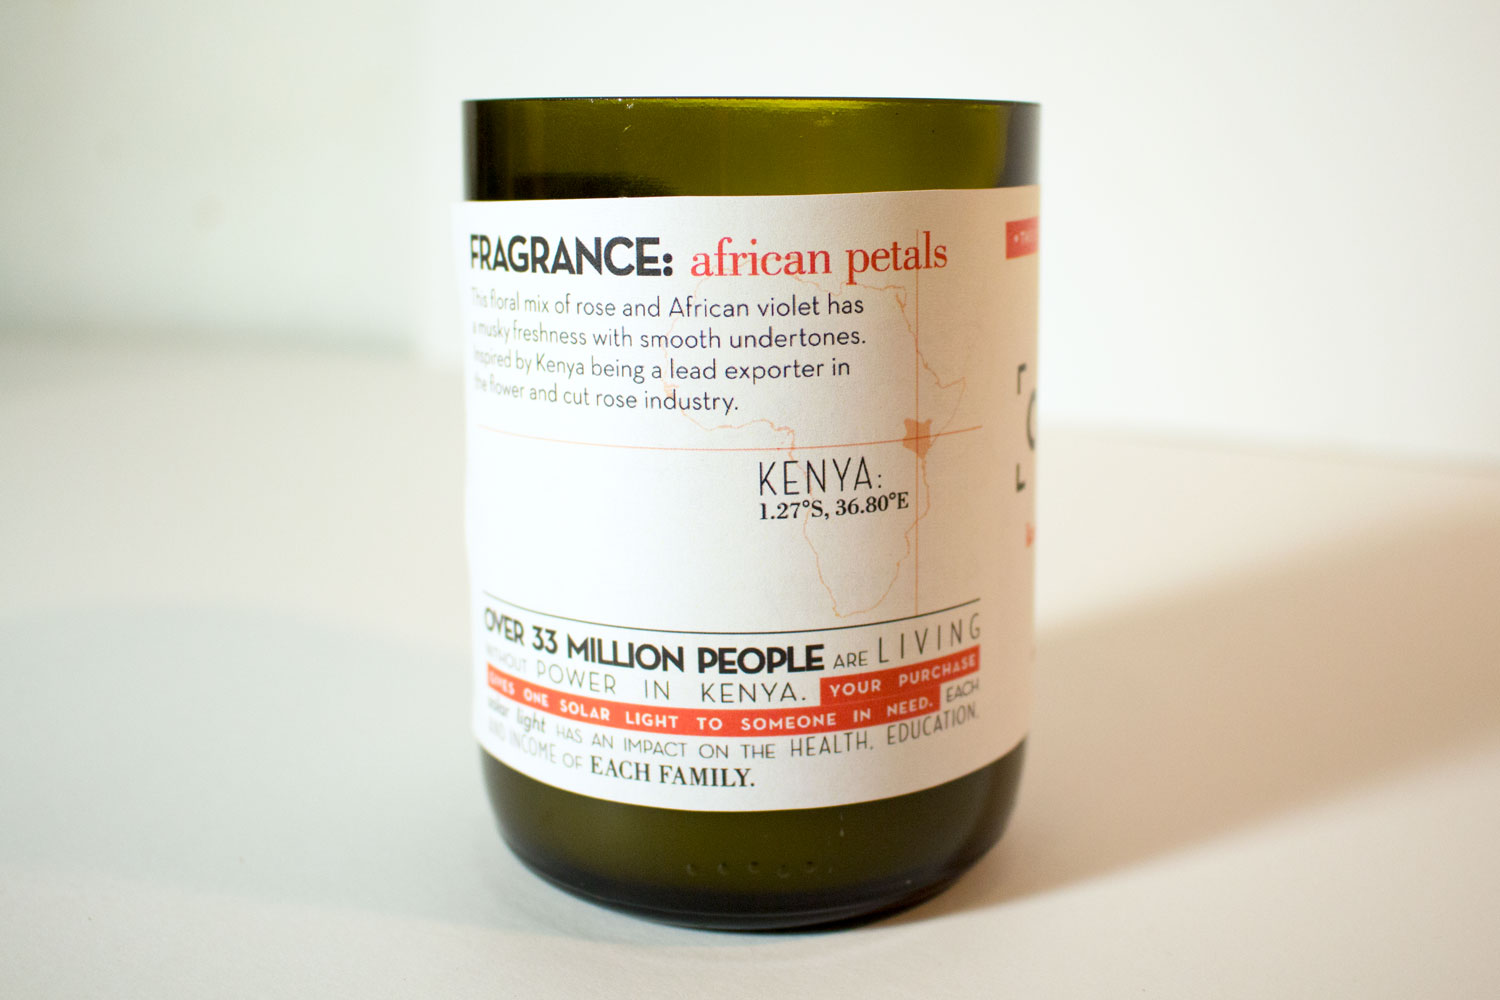 FRAGRANCE: african petals
This floral mix of rose and African violet has
a musky freshness with smooth undertones.
Inspired by Kenya being a lead exporter in
the flower and cut rose industry.
KENYA:
1.27°S, 36.80°E
OVER 33 MILLION PEOPLE ARE LIVING
WITHOUT POWER IN KENYA. YOUR PURCHASE
GIVES ONE SOLAR LIGHT TO SOMEONE IN NEED. EACH
solar light HAS AN IMPACT ON THE HEALTH, EDUCATION,
AND INCOME OF EACH FAMILY.